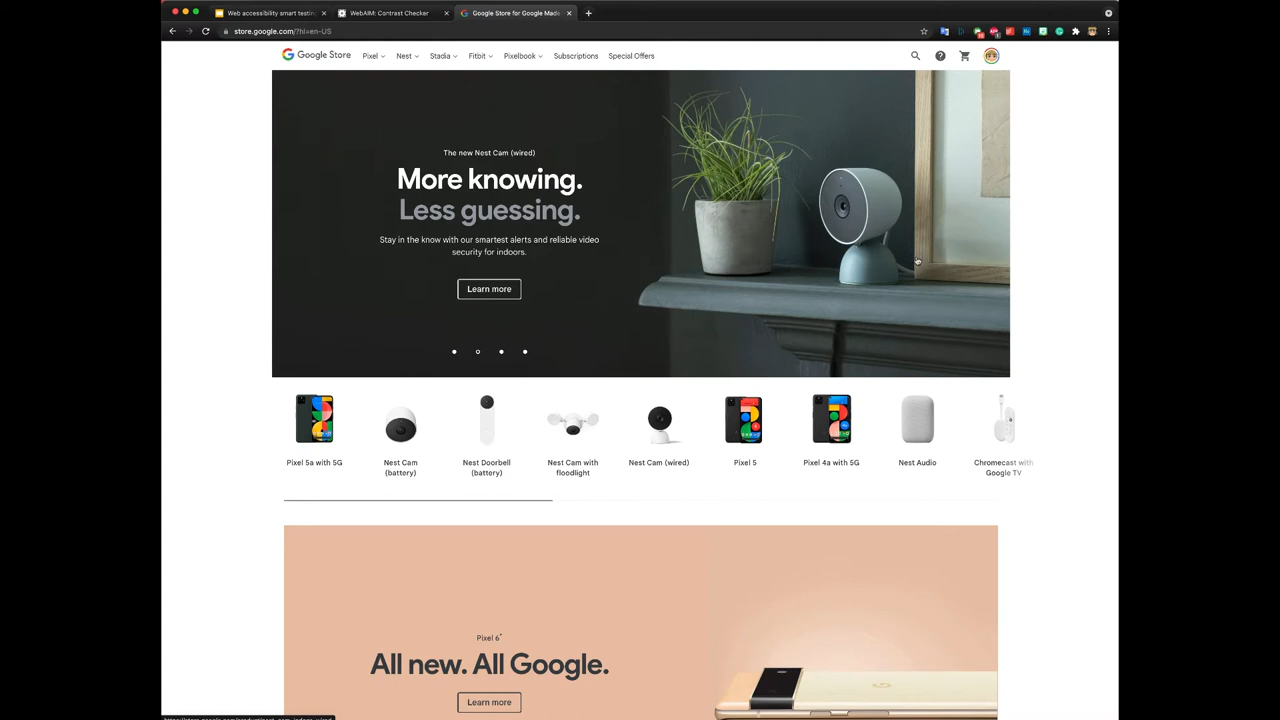 Web accessibility smart testing
WebAIM: Contrast Checker
Google Store for Google Made
store.google.com/?hl=en-US
Google Store
Pixel
Nest
Stadia
Fitbit
Pixelbook
Subscriptions
Special Offers
The new Nest Cam (wired)
More knowing.
Less guessing.
Stay in the know with our smartest alerts and reliable video
security for indoors.
Learn more
Pixel 5a with 5G
Nest Cam
(battery)
Nest Doorbell
(battery)
Nest Cam with
floodlight
Nest Cam (wired)
Pixel 5
Pixel 4a with 5G
Nest Audio
Chromecast with
Google TV
Pixel 6*
All new. All Google.
Learn more